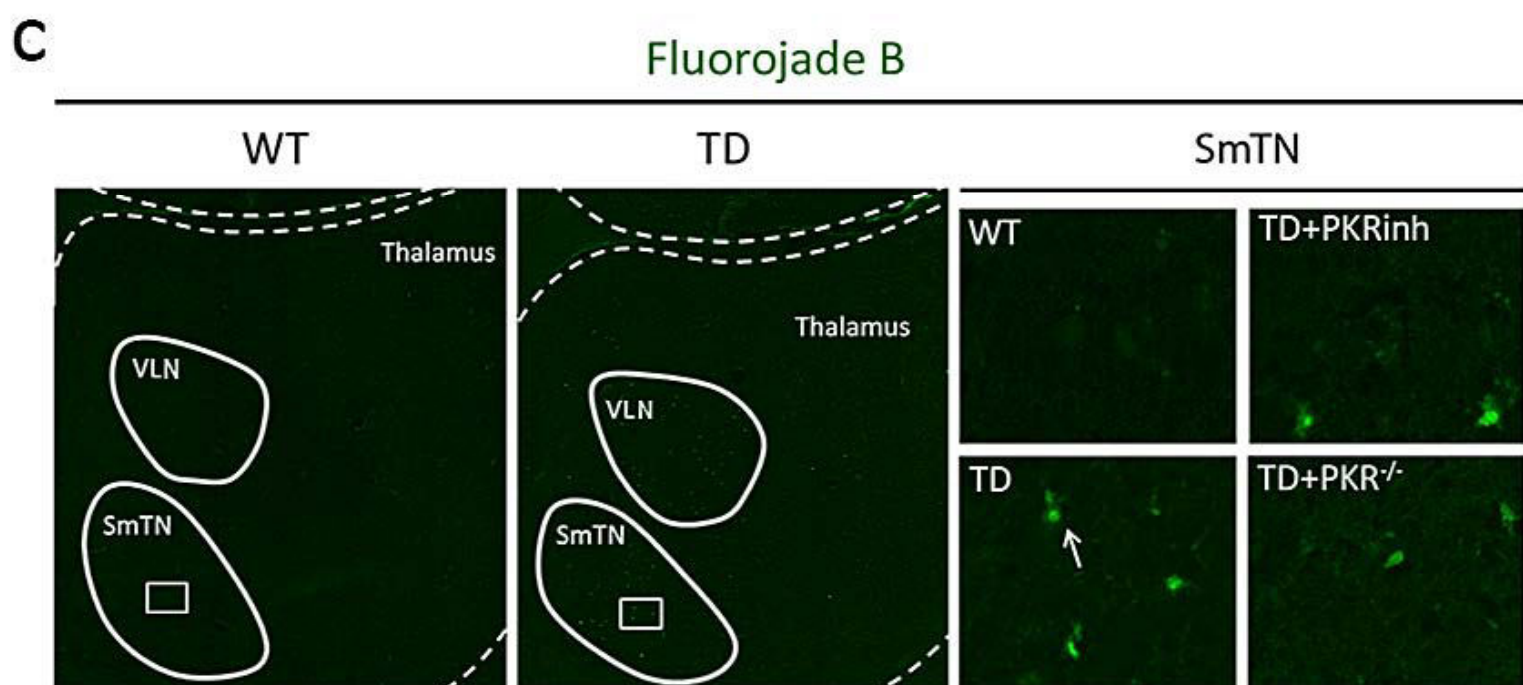 C
Fluorojade B
WT
TD
SmTN
Thalamus
VLN
SmTN
Thalamus
VLN
SmTN
WT
TD+PKRinh
TD
TD+PKR-/-